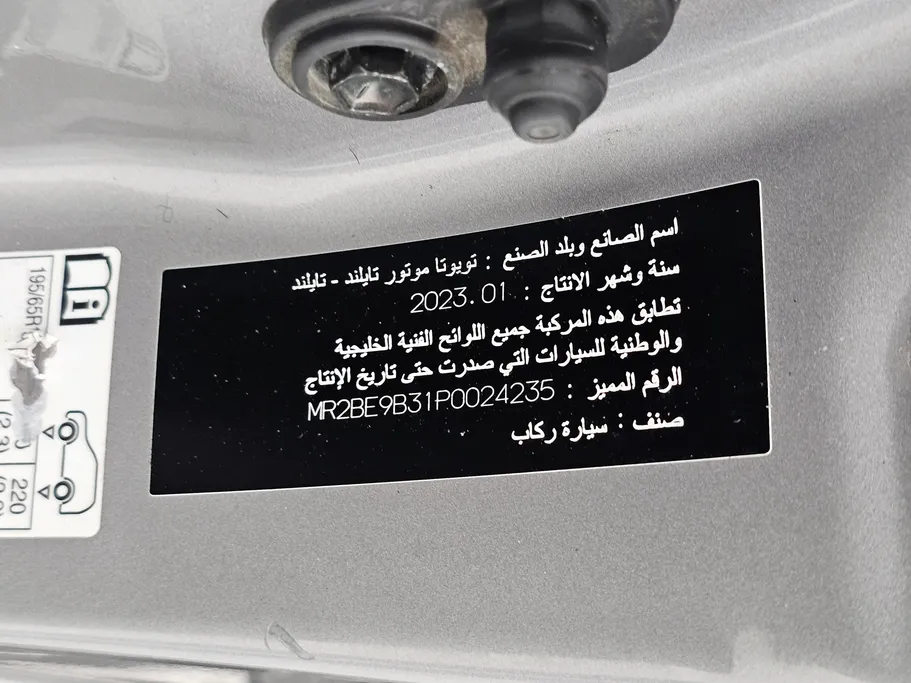 اسم الصانع وبلد الصنع : تويوتا موتور تايلند - تايلند
سنة وشهر الانتاج : 2023.01
تطابق هذه المركبة جميع اللوائح الفنية الخليجية
والوطنية للسيارات التي صدرت حتى تاريخ الإنتاج
الرقم المميز : MR2BE9B31P0024235
صنف : سيارة ركاب
195/65R
220